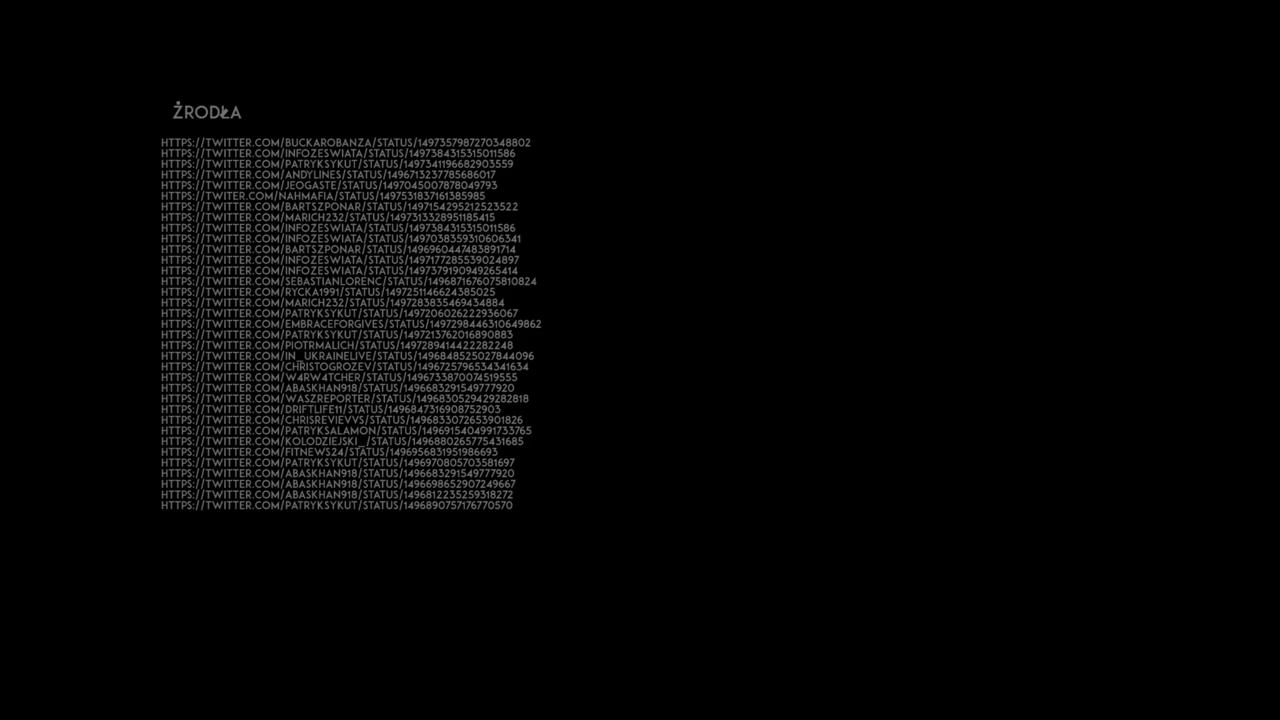 ŻRODŁA
HTTPS://TWITTER.COM/BUCKAROBANZA/STATUS/1497357987270348802
HTTPS://TWITTER.COM/INFOZESWIATA/STATUS/1497384315315011586
HTTPS://TWITTER.COM/PATRYKSYKUT/STATUS/1497341196682903559
HTTPS://TWITTER.COM/ANDYLINES/STATUS/1496713237785686017
HTTPS://TWITTER.COM/JEOGASTE/STATUS/1497045007878049793
HTTPS://TWITER.COM/NAHMAFIA/STATUS/1497531837161385985
HTTPS://TWITTER.COM/BARTSZPONAR/STATUS/1497154295212523522
HTTPS://TWITTER.COM/MARICH232/STATUS/1497313328951185415
HTTPS://TWITTER.COM/INFOZESWIATA/STATUS/1497384315315011586
HTTPS://TWITTER.COM/INFOZESWIATA/STATUS/1497038359310606341
HTTPS://TWITTER.COM/BARTSZPONAR/STATUS/1496960447483891714
HTTPS://TWITTER.COM/INFOZESWIATA/STATUS/1497177285539024897
HTTPS://TWITTER.COM/INFOZESWIATA/STATUS/1497379190949265414
HTTPS://TWITTER.COM/SEBASTIANLORENC/STATUS/1496871676075810824
HTTPS://TWITTER.COM/RYCKA1991/STATUS/1497251146624385025
HTTPS://TWITTER.COM/MARICH232/STATUS/1497283835469434884
HTTPS://TWITTER.COM/PATRYKSYKUT/STATUS/1497206026222936067
HTTPS://TWITTER.COM/EMBRACEFORGIVES/STATUS/1497298446310649862
HTTPS://TWITTER.COM/PATRYKSYKUT/STATUS/1497213762016890883
HTTPS://TWITTER.COM/PIOTRMALICH/STATUS/1497289414422282248
HTTPS://TWITTER.COM/IN_UKRAINELIVE/STATUS/1496848525027844096
HTTPS://TWITTER.COM/CHRISTOGROZEV/STATUS/1496725796534341634
HTTPS://TWITTER.COM/W4RW4TCHER/STATUS/1496733870074519555
HTTPS://TWITTER.COM/ABASKHAN918/STATUS/1496683291549777920
HTTPS://TWITTER.COM/WASZREPORTER/STATUS/1496830529429282818
HTTPS://TWITTER.COM/DRIFTLIFE11/STATUS/1496847316908752903
HTTPS://TWITTER.COM/CHRISREVIEVVS/STATUS/1496833072653901826
HTTPS://TWITTER.COM/PATRYKSALAMON/STATUS/1496915404991733765
HTTPS://TWITTER.COM/KOLODZIEJSKI_/STATUS/1496880265775431685
HTTPS://TWITTER.COM/FITNEWS24/STATUS/1496956831951986693
HTTPS://TWITTER.COM/PATRYKSYKUT/STATUS/1496970805703581697
HTTPS://TWITTER.COM/ABASKHAN918/STATUS/1496683291549777920
HTTPS://TWITTER.COM/ABASKHAN918/STATUS/1496698652907249667
HTTPS://TWITTER.COM/ABASKHAN918/STATUS/1496812235259318272
HTTPS://TWITTER.COM/PATRYKSYKUT/STATUS/1496890757176770570